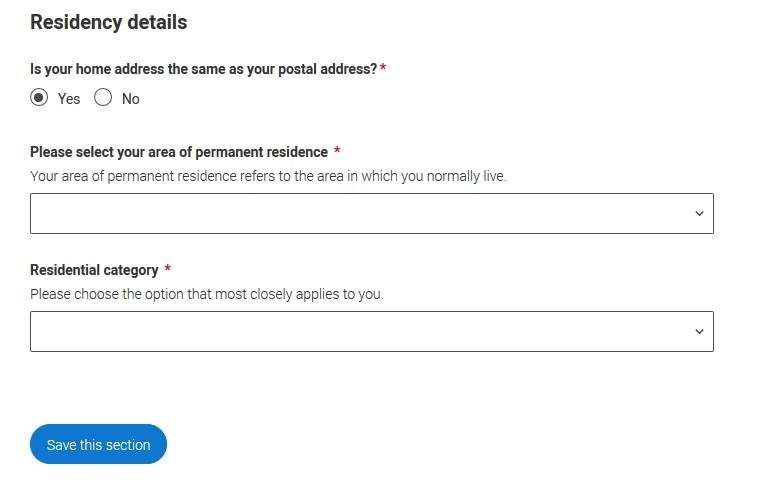 Residency details
Is your home address the same as your postal address? *
Yes No
Please select your area of permanent residence *
Your area of permanent residence refers to the area in which you normally live.
Residential category *
Please choose the option that most closely applies to you.
Save this section